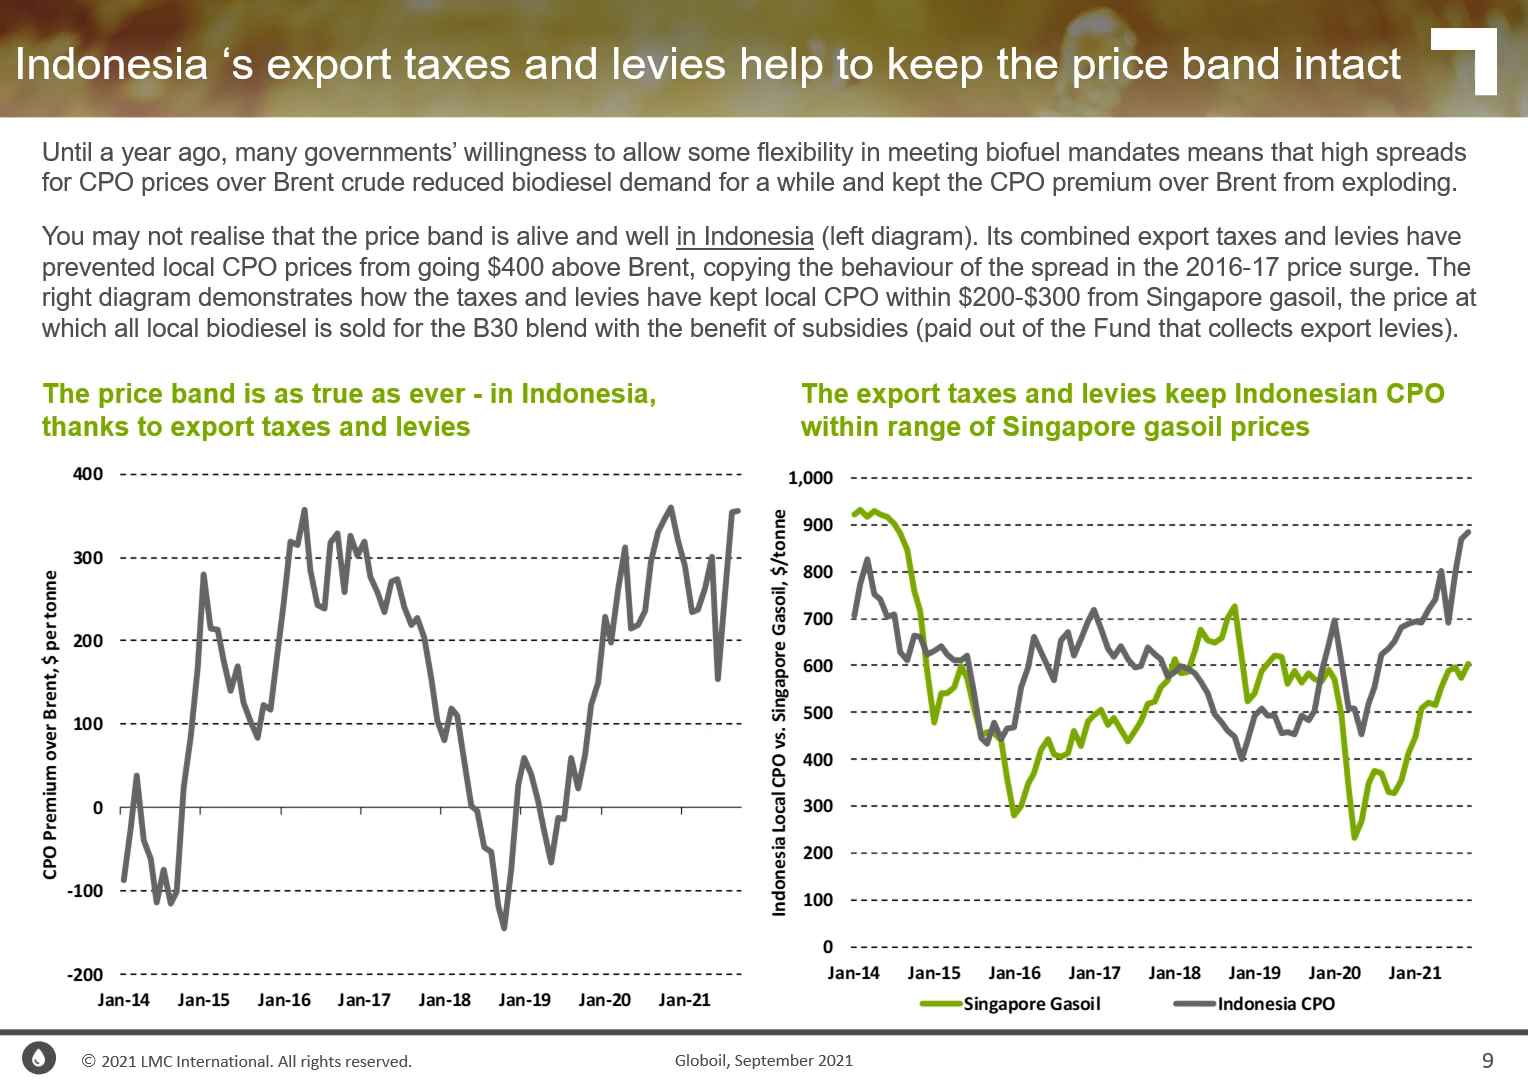 Indonesia ‘s export taxes and levies help to keep the price band intact
Until a year ago, many governments’ willingness to allow some flexibility in meeting biofuel mandates means that high spreads
for CPO prices over Brent crude reduced biodiesel demand for a while and kept the CPO premium over Brent from exploding.
You may not realise that the price band is alive and well in Indonesia (left diagram). Its combined export taxes and levies have
prevented local CPO prices from going $400 above Brent, copying the behaviour of the spread in the 2016-17 price surge. The
right diagram demonstrates how the taxes and levies have kept local CPO within $200-$300 from Singapore gasoil, the price at
which all local biodiesel is sold for the B30 blend with the benefit of subsidies (paid out of the Fund that collects export levies).
The price band is as true as ever - in Indonesia,
thanks to export taxes and levies
CPO Premium over Brent, $ per tonne
400
300
200
100
0
-100
-200
Jan-14 Jan-15 Jan-16 Jan-17 Jan-18 Jan-19 Jan-20 Jan-21
The export taxes and levies keep Indonesian CPO
within range of Singapore gasoil prices
Indonesia Local CPO vs. Singapore Gasoil, $/tonne
1,000
900
800
700
600
500
400
300
200
100
0
Jan-14 Jan-15 Jan-16 Jan-17 Jan-18 Jan-19 Jan-20 Jan-21
Singapore Gasoil Indonesia CPO
© 2021 LMC International. All rights reserved.
Globoil, September 2021
9